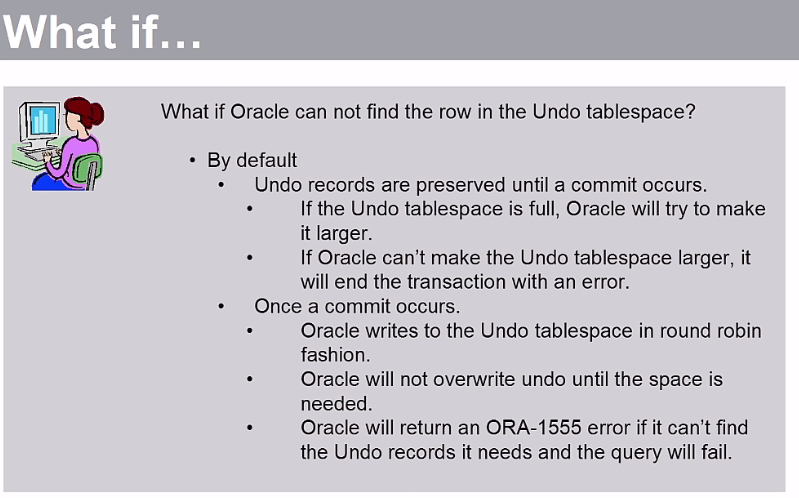 What if…
What if Oracle can not find the row in the Undo tablespace?
• By default
• Undo records are preserved until a commit occurs.
• If the Undo tablespace is full, Oracle will try to make
it larger.
• If Oracle can't make the Undo tablespace larger, it
will end the transaction with an error.
• Once a commit occurs.
• Oracle writes to the Undo tablespace in round robin
fashion.
• Oracle will not overwrite undo until the space is
needed.
• Oracle will return an ORA-1555 error if it can't find
the Undo records it needs and the query will fail.